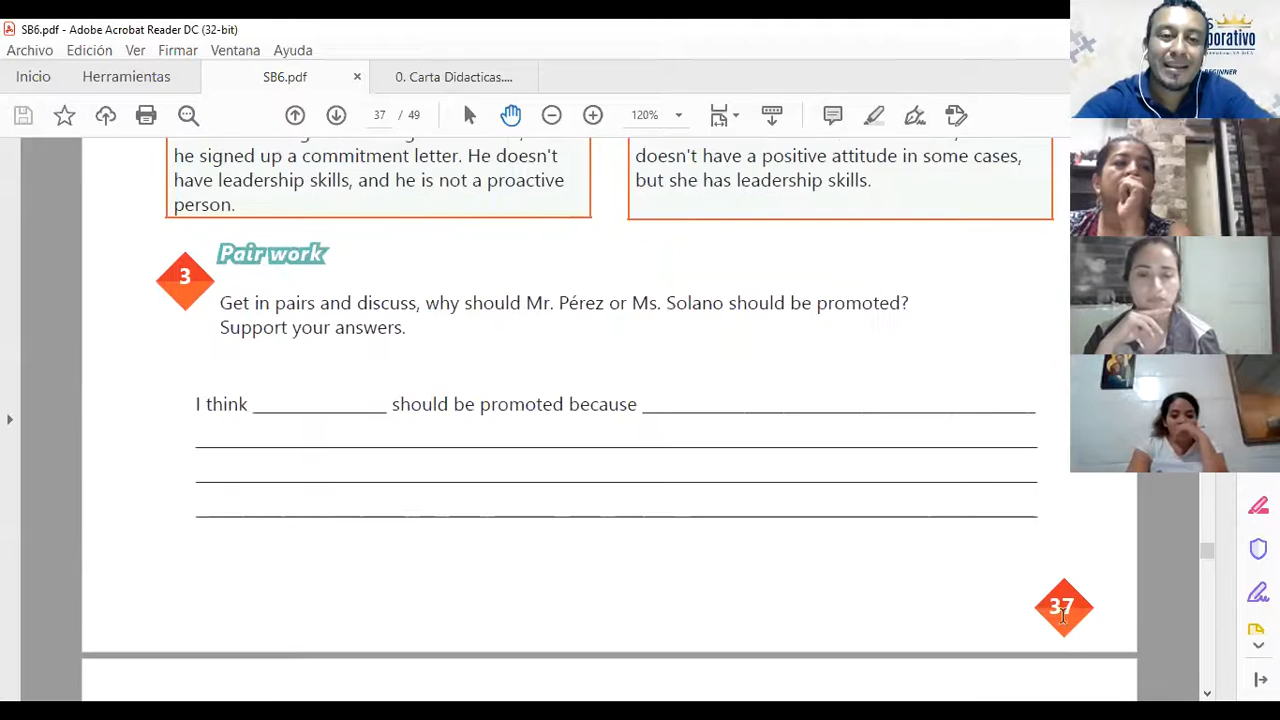 SB6.pdf - Adobe Acrobat Reader DC (32-bit)
Archivo Edición Ver Firmar Ventana Ayuda
Inicio Herramientas SB6.pdf × 0. Carta Didacticas....
37 / 49 120%
he signed up a commitment letter. He doesn't
have leadership skills, and he is not a proactive
person.
doesn't have a positive attitude in some cases,
but she has leadership skills.
Pair work
3
Get in pairs and discuss, why should Mr. Pérez or Ms. Solano should be promoted?
Support your answers.
I think ______________ should be promoted because ______________
37
porativo
BEGINNER